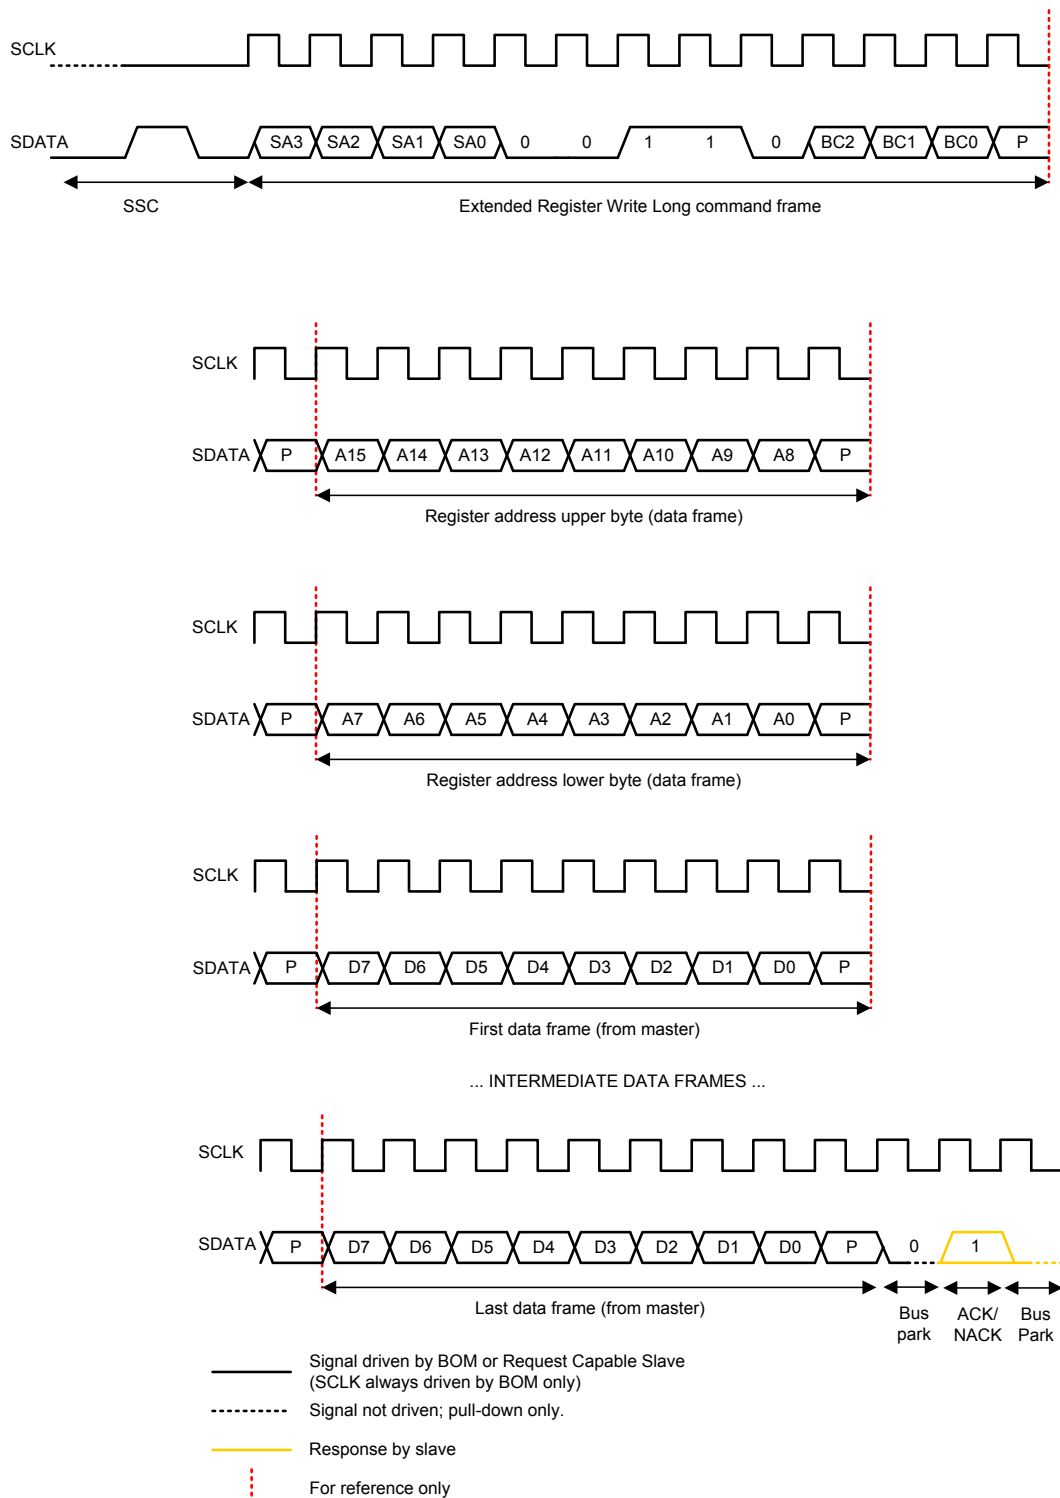 SCLK
SDATA SA3 SA2 SA1 SA0 0 0 1 1 0 BC2 BC1 BC0 P
SSC Extended Register Write Long command frame
SCLK
SDATA P A15 A14 A13 A12 A11 A10 A9 A8 P
Register address upper byte (data frame)
SCLK
SDATA P A7 A6 A5 A4 A3 A2 A1 A0 P
Register address lower byte (data frame)
SCLK
SDATA P D7 D6 D5 D4 D3 D2 D1 D0 P
First data frame (from master)
... INTERMEDIATE DATA FRAMES ...
SCLK
SDATA P D7 D6 D5 D4 D3 D2 D1 D0 P 0 1
Last data frame (from master)
Bus park
ACK/ NACK
Bus Park
Signal driven by BOM or Request Capable Slave
(SCLK always driven by BOM only)
Signal not driven; pull-down only.
Response by slave
For reference only